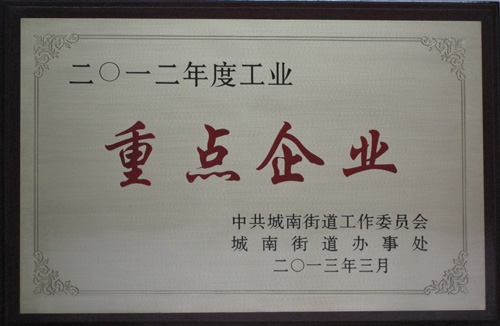 二〇一二年度工业
重点企业
中共城南街道工作委员会
城南街道办事处
二〇一三年三月